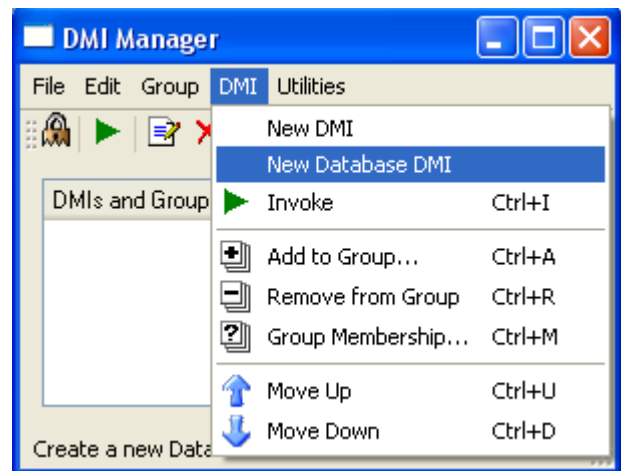 DMI Manager
File Edit Group DMI Utilities
New DMI
New Database DMI
DMIs and Group
Invoke Ctrl+I
Add to Group... Ctrl+A
Remove from Group Ctrl+R
Group Membership... Ctrl+M
Move Up Ctrl+U
Move Down Ctrl+D
Create a new Data